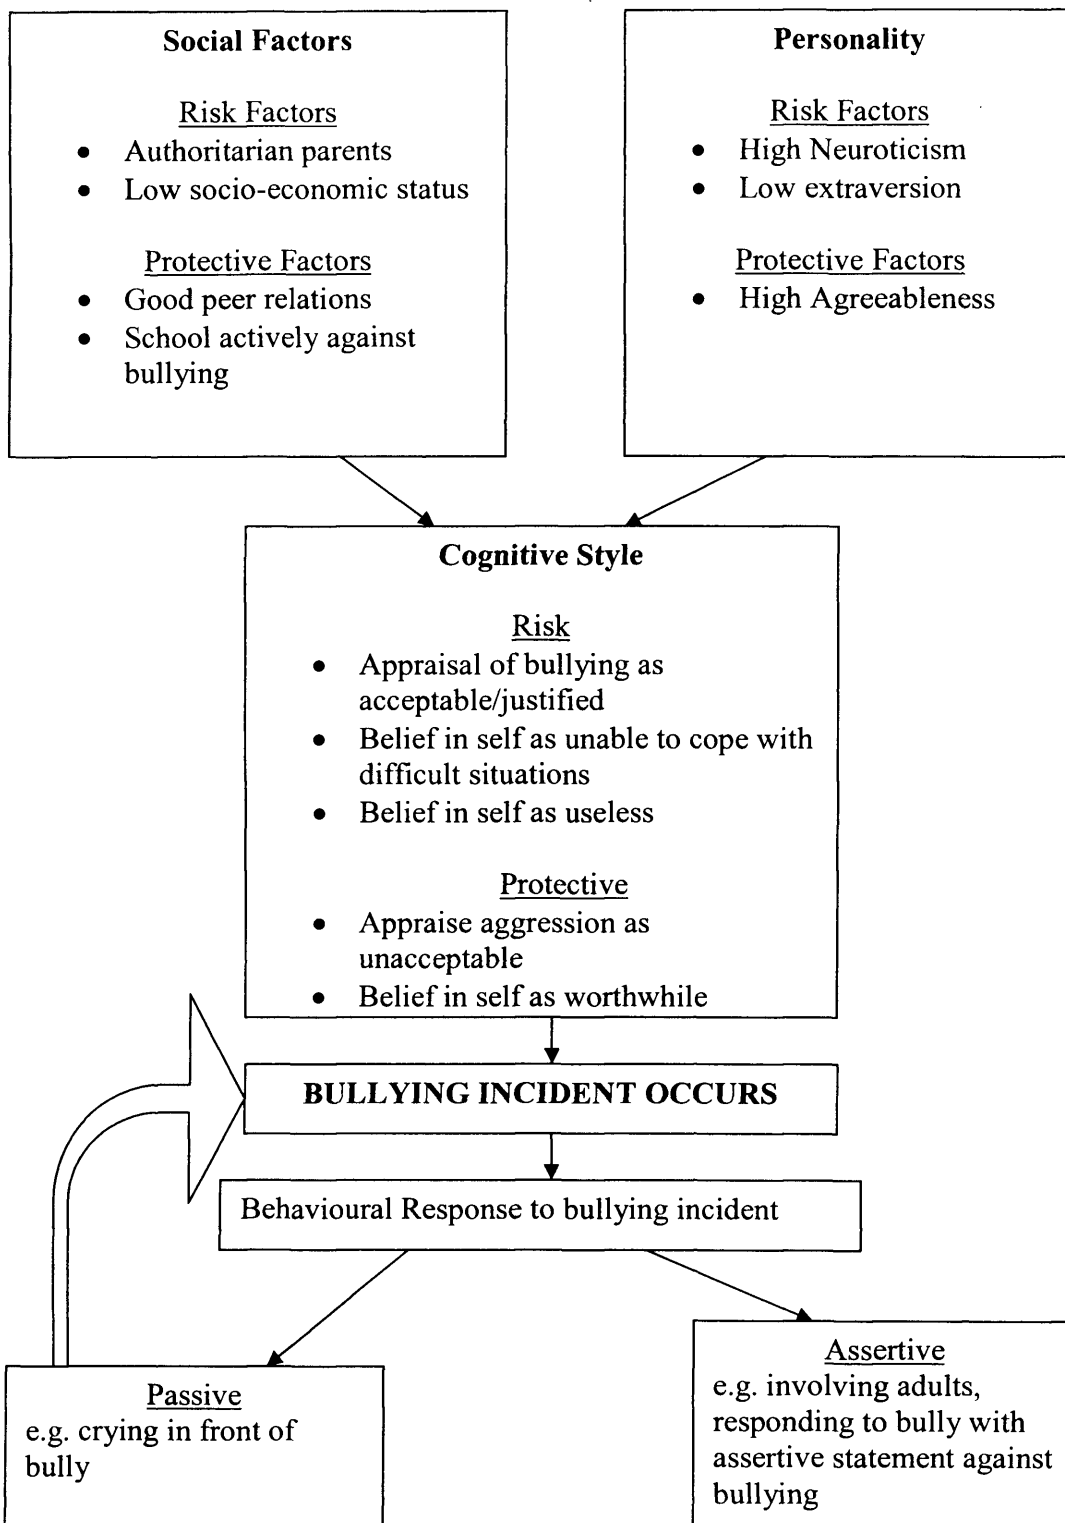 Social Factors
Risk Factors
• Authoritarian parents
• Low socio-economic status
Protective Factors
• Good peer relations
• School actively against
bullying
Personality
Risk Factors
• High Neuroticism
• Low extraversion
Protective Factors
• High Agreeableness
Cognitive Style
Risk
• Appraisal of bullying as
acceptable/justified
• Belief in self as unable to cope with
difficult situations
• Belief in self as useless
Protective
• Appraise aggression as
unacceptable
• Belief in self as worthwhile
BULLYING INCIDENT OCCURS
Behavioural Response to bullying incident
Passive
e.g. crying in front of
bully
Assertive
e.g. involving adults,
responding to bully with
assertive statement against
bullying